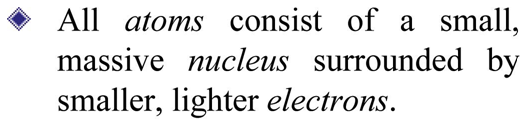 All atoms consist of a small,
massive nucleus surrounded by
smaller, lighter electrons.